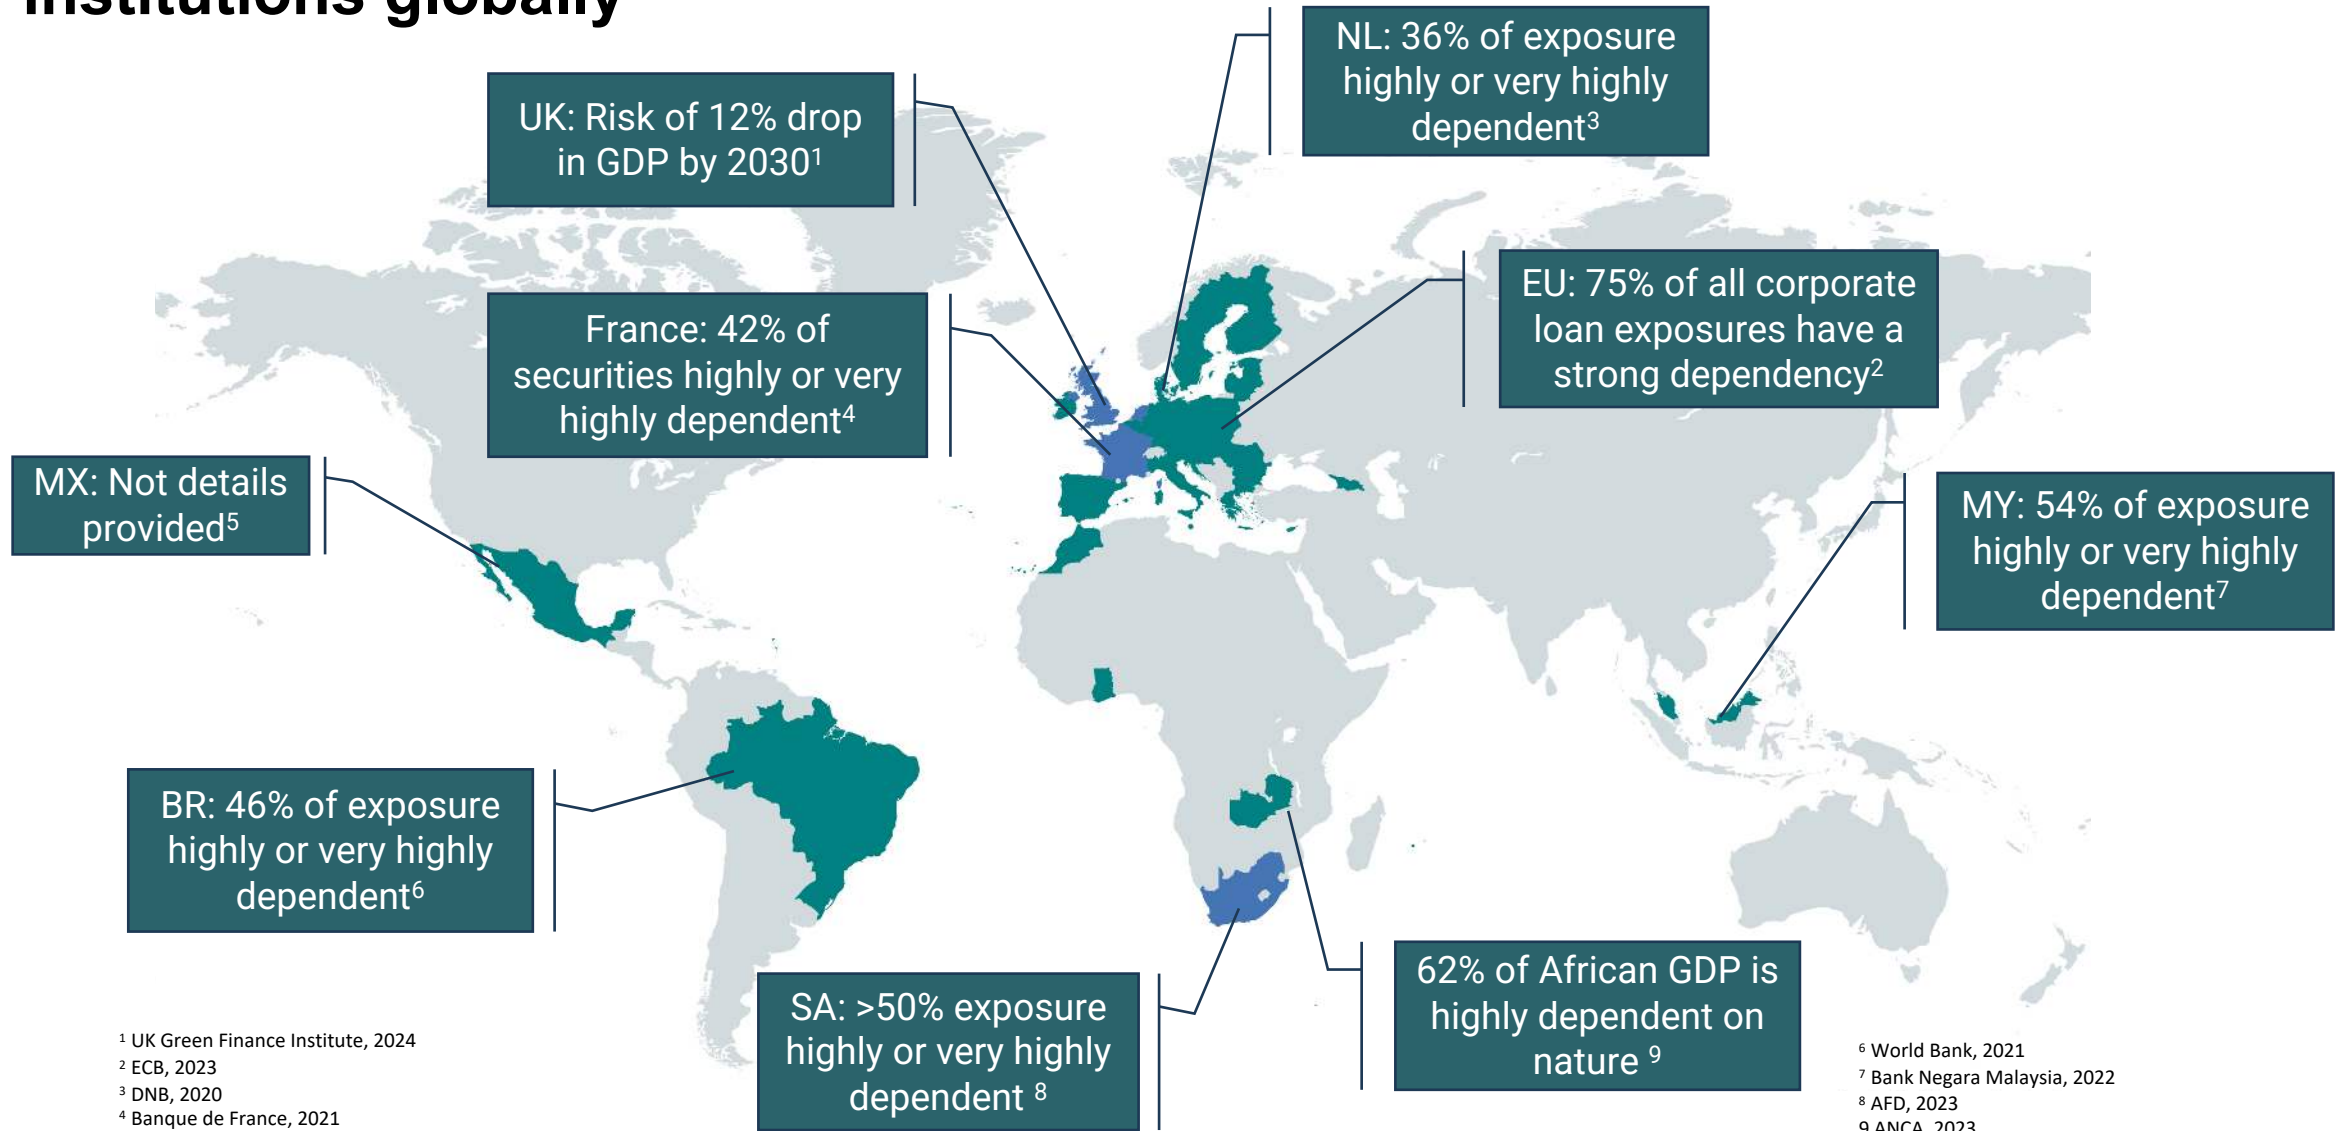 institutions globally
NL: 36% of exposure
highly or very highly
dependent³
UK: Risk of 12% drop
in GDP by 2030¹
EU: 75% of all corporate
loan exposures have a
strong dependency²
France: 42% of
securities highly or very
highly dependent⁴
MX: Not details
provided⁵
MY: 54% of exposure
highly or very highly
dependent⁷
BR: 46% of exposure
highly or very highly
dependent⁶
62% of African GDP is
highly dependent on
nature ⁹
SA: >50% exposure
highly or very highly
dependent ⁸
¹ UK Green Finance Institute, 2024
² ECB, 2023
³ DNB, 2020
⁴ Banque de France, 2021
⁶ World Bank, 2021
⁷ Bank Negara Malaysia, 2022
⁸ AFD, 2023
9 ANCA, 2023